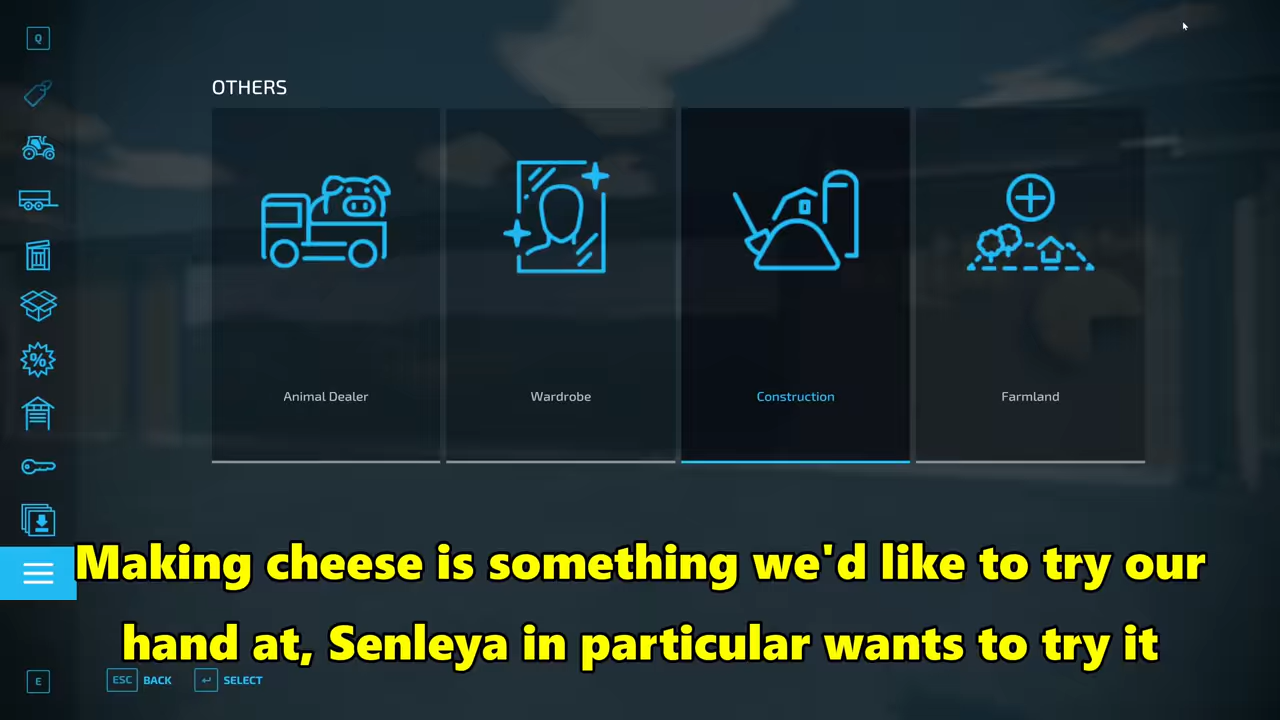 Q
OTHERS
Animal Dealer
Wardrobe
Construction
Farmland
Making cheese is something we'd like to try our
hand at, Senleya in particular wants to try it
E
ESC BACK SELECT